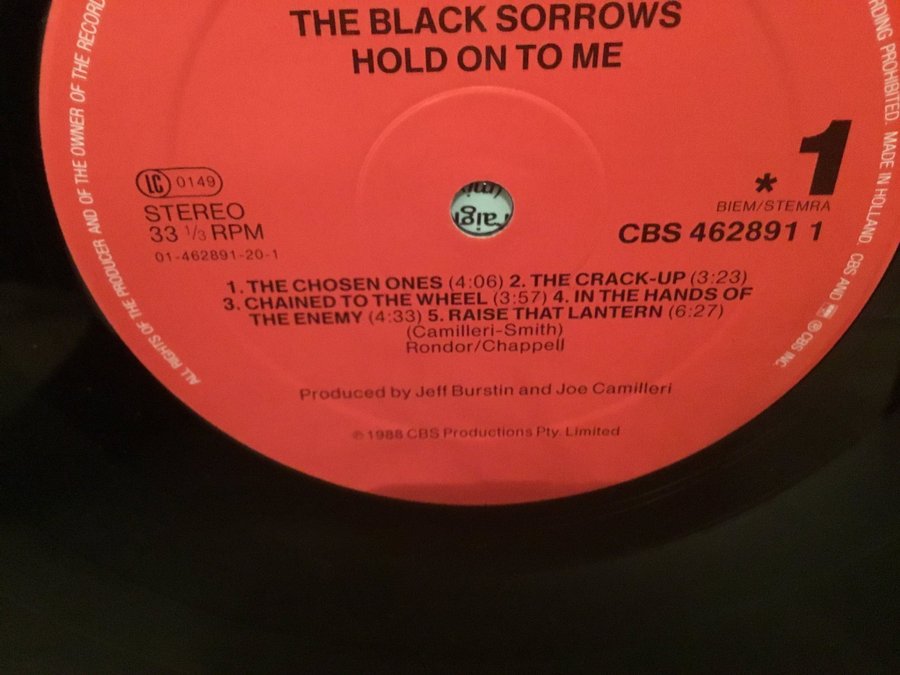 THE BLACK SORROWS
HOLD ON TO ME
LC 0149
STEREO
33 1/3 RPM
01-462891-20-1
* 1
BIEM/STEMRA
CBS 462891 1
1. THE CHOSEN ONES (4:06) 2. THE CRACK-UP (3:23)
3. CHAINED TO THE WHEEL (3:57) 4. IN THE HANDS OF
THE ENEMY (4:33) 5. RAISE THAT LANTERN (6:27)
(Camilleri-Smith)
Rondor/Chappell
Produced by Jeff Burstin and Joe Camilleri
℗ 1988 CBS Productions Pty. Limited
ALL RIGHTS OF THE PRODUCER AND OF THE OWNER OF THE RECORD
PROHIBITED. MADE IN HOLLAND. CBS AND ® CBS INC.